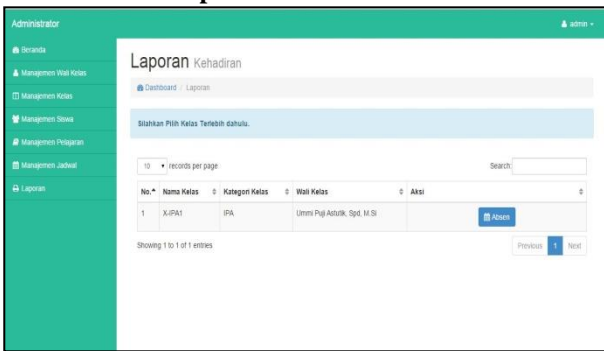 Administrator
admin
Beranda
Manajemen Wali Kelas
Manajemen Kelas
Manajemen Siswa
Manajemen Pelajaran
Manajemen Jadwal
Laporan
Laporan Kehadiran
Dashboard / Laporan
Silahkan Pilih Kelas Terlebih dahulu.
10 records per page
Search:
No. Nama Kelas Kategori Kelas Wali Kelas Aksi
1 X-IPA1 IPA Ummi Puji Astutik, Spd, M.Si Absen
Showing 1 to 1 of 1 entries
Previous 1 Next